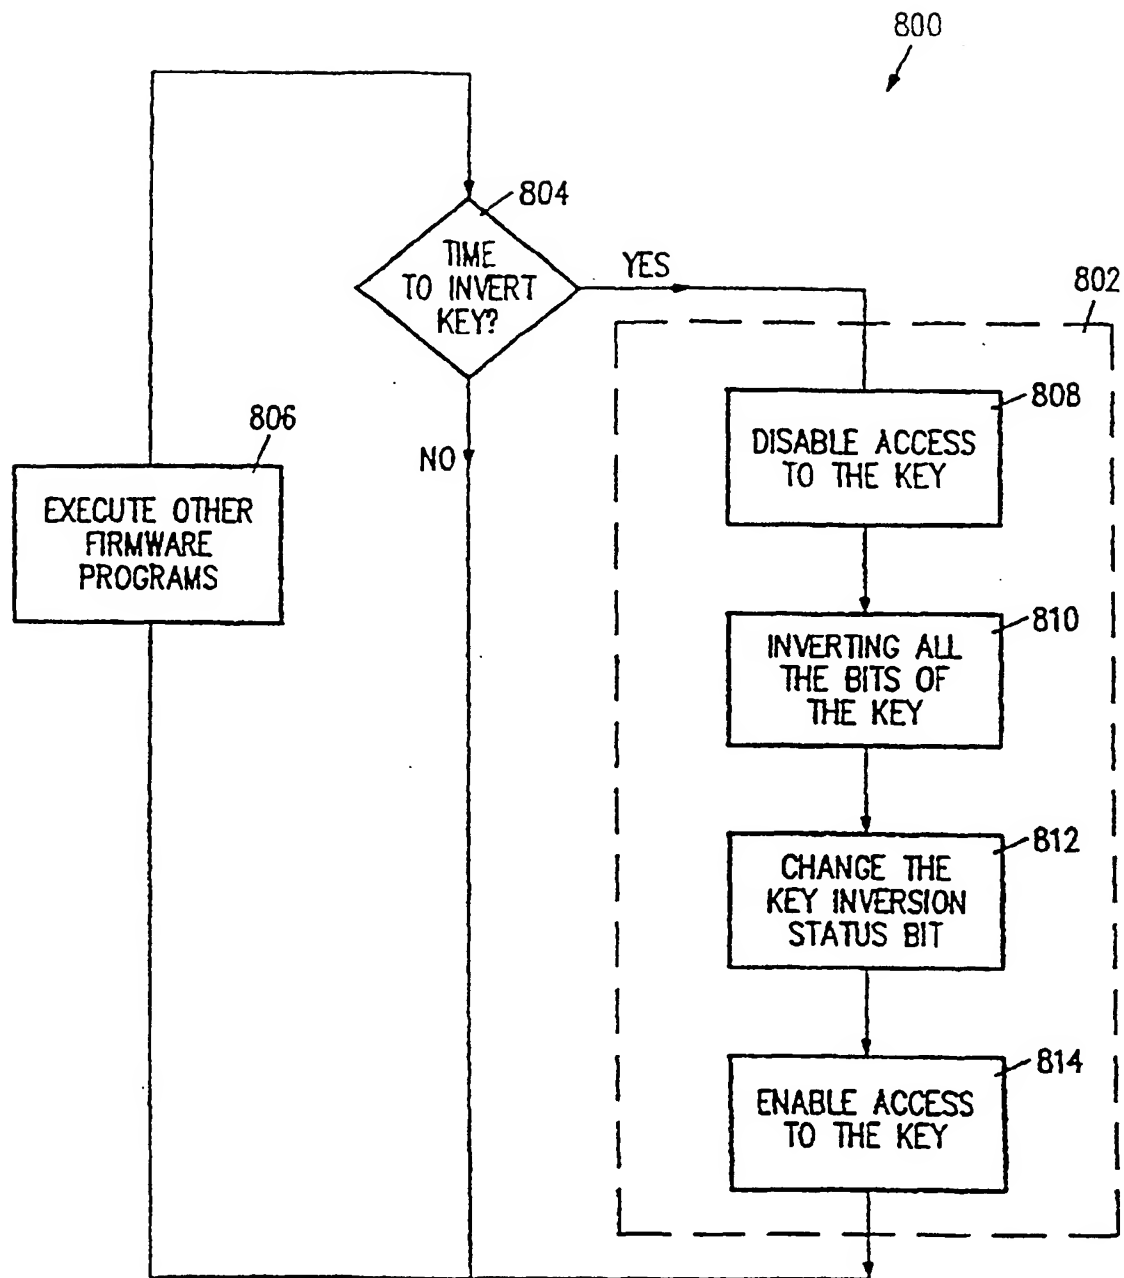 800
804
TIME
TO INVERT
KEY?
YES
802
808
DISABLE ACCESS
TO THE KEY
NO
806
EXECUTE OTHER
FIRMWARE
PROGRAMS
810
INVERTING ALL
THE BITS OF
THE KEY
812
CHANGE THE
KEY INVERSION
STATUS BIT
814
ENABLE ACCESS
TO THE KEY